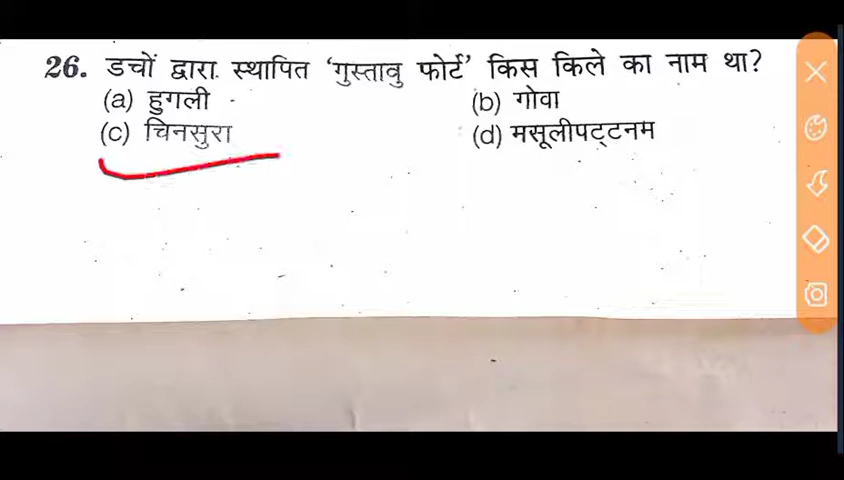 26. डचों द्वारा स्थापित ‘गुस्तावु फोर्ट’ किस किले का नाम था?
(a) हुगली (b) गोवा
(c) चिनसुरा (d) मसूलीपट्टनम